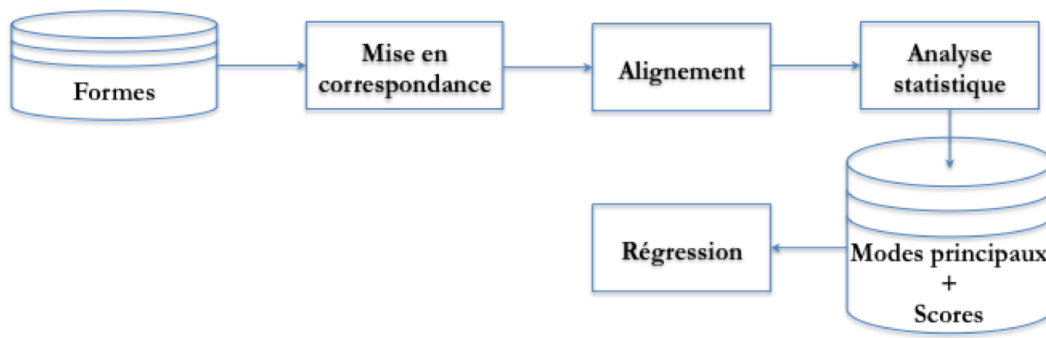 Formes
Mise en
correspondance
Alignement
Analyse
statistique
Régression
Modes principaux
+
Scores